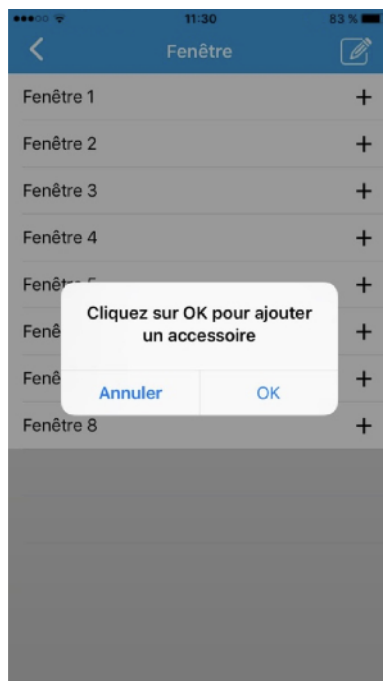 11:30
83 %
Fenêtre
Fenêtre 1
Fenêtre 2
Fenêtre 3
Fenêtre 4
Cliquez sur OK pour ajouter
un accessoire
Annuler
OK
Fenêtre 8